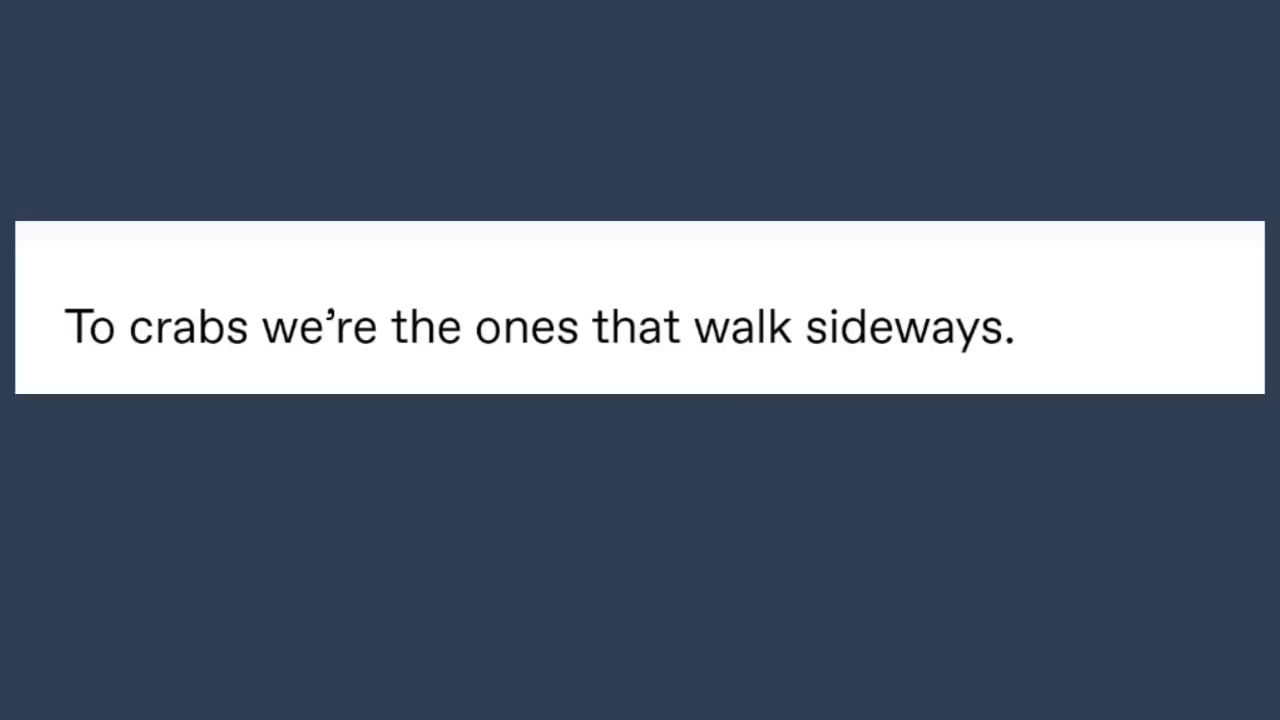 To crabs we’re the ones that walk sideways.